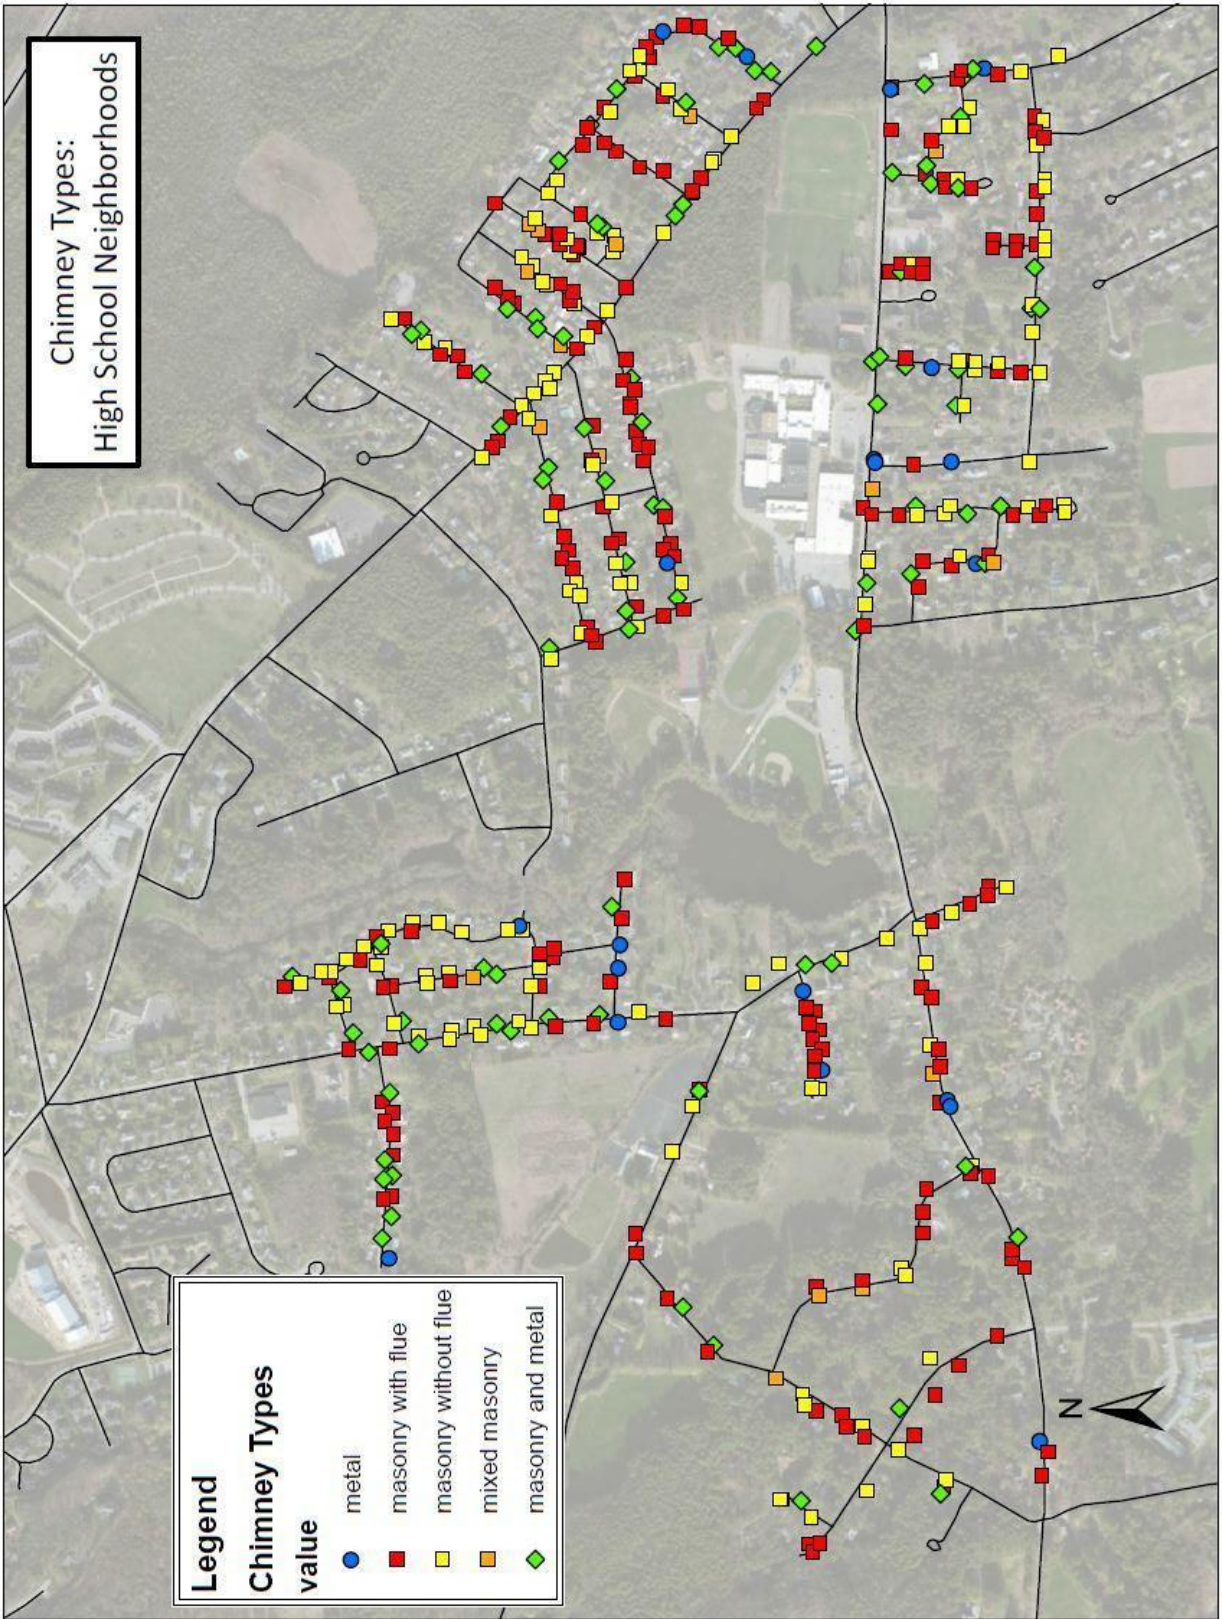 Chimney Types:
High School Neighborhoods
Legend
Chimney Types
value
metal
masonry with flue
masonry without flue
mixed masonry
masonry and metal
N